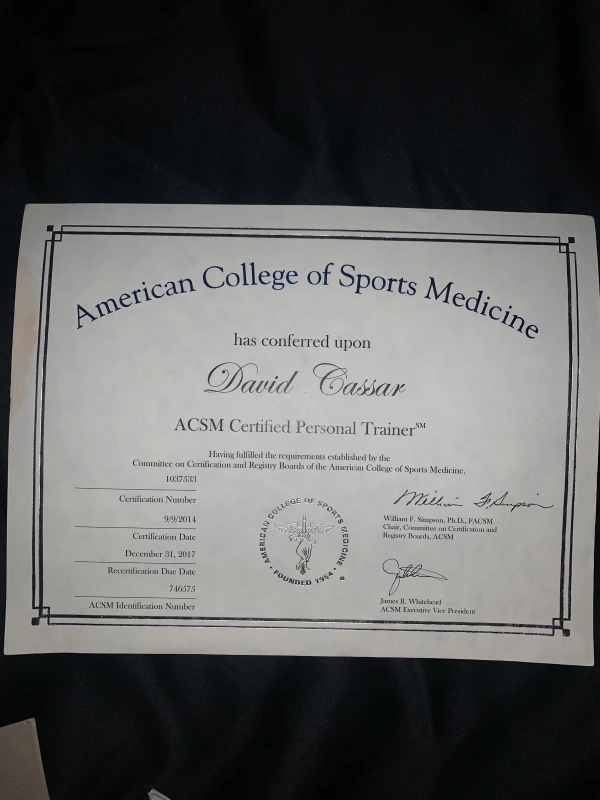 American College of Sports Medicine
has conferred upon
David Cassar
ACSM Certified Personal Trainer℠
Having fulfilled the requirements established by the
Committee on Certification and Registry Boards of the American College of Sports Medicine.
1037533
Certification Number
9/9/2014
Certification Date
December 31, 2017
Recertification Due Date
746575
ACSM Identification Number
AMERICAN COLLEGE OF SPORTS MEDICINE
FOUNDED 1954
William F. Simpson
William F. Simpson, Ph.D., FACSM
Chair, Committee on Certification and
Registry Boards, ACSM
James R. Whitehead
ACSM Executive Vice President